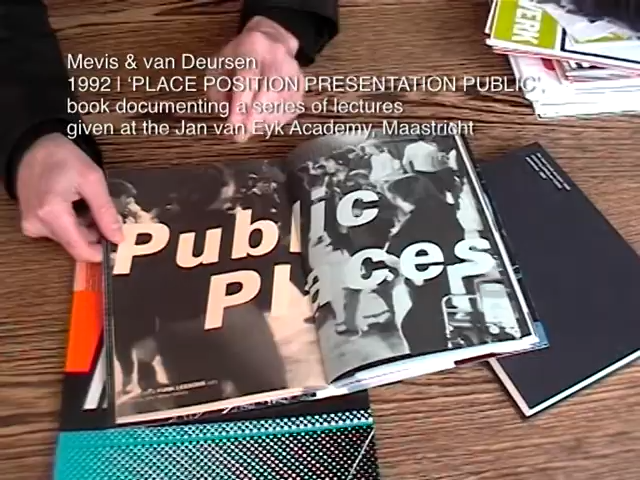 Mevis & van Deursen
1992 | 'PLACE POSITION PRESENTATION PUBLIC',
book documenting a series of lectures
given at the Jan van Eyk Academy, Maastricht
ERK
Public
Places